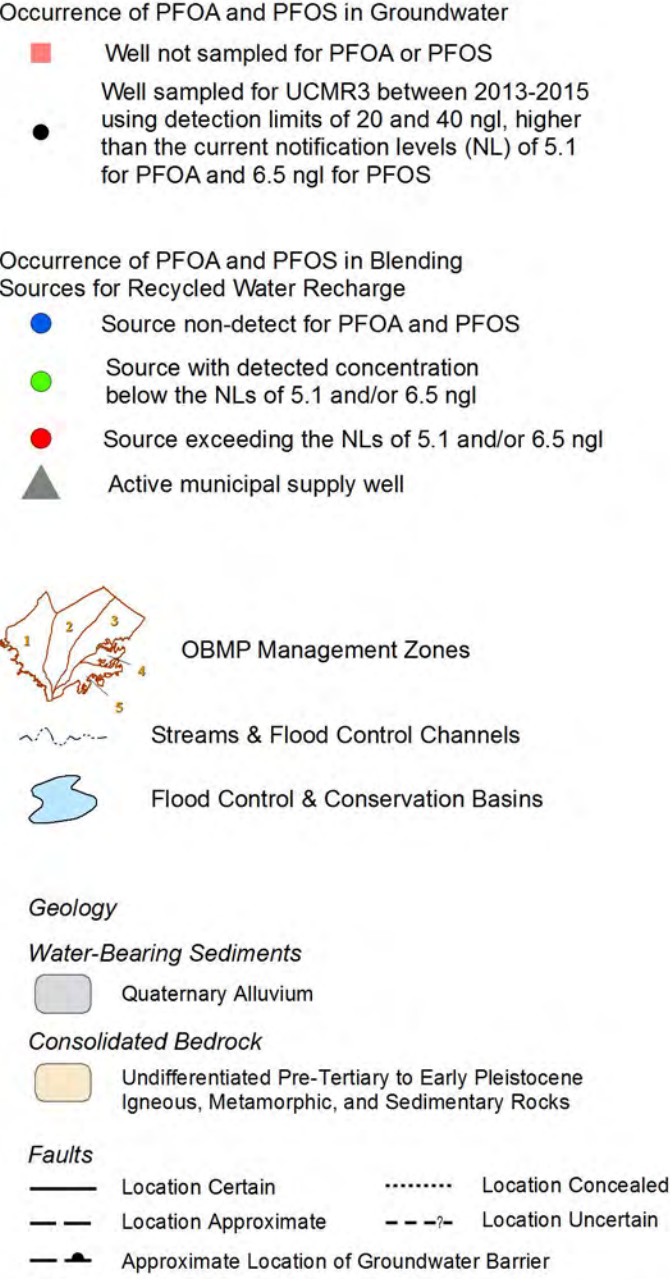 Occurrence of PFOA and PFOS in Groundwater
Well not sampled for PFOA or PFOS
Well sampled for UCMR3 between 2013-2015
using detection limits of 20 and 40 ngl, higher
than the current notification levels (NL) of 5.1
for PFOA and 6.5 ngl for PFOS
Occurrence of PFOA and PFOS in Blending
Sources for Recycled Water Recharge
Source non-detect for PFOA and PFOS
Source with detected concentration
below the NLs of 5.1 and/or 6.5 ngl
Source exceeding the NLs of 5.1 and/or 6.5 ngl
Active municipal supply well
1
2
3
4
5
OBMP Management Zones
Streams & Flood Control Channels
Flood Control & Conservation Basins
Geology
Water-Bearing Sediments
Quaternary Alluvium
Consolidated Bedrock
Undifferentiated Pre-Tertiary to Early Pleistocene
Igneous, Metamorphic, and Sedimentary Rocks
Faults
Location Certain
Location Concealed
Location Approximate
?
Location Uncertain
Approximate Location of Groundwater Barrier